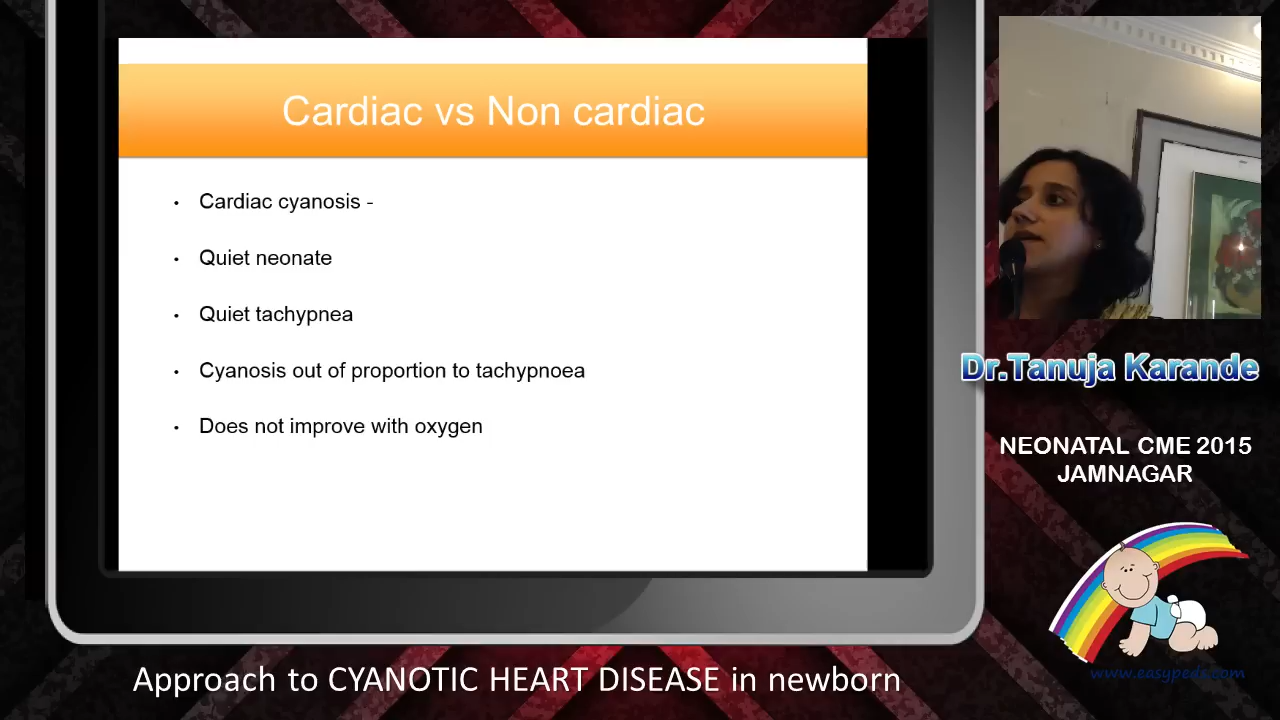 Cardiac vs Non cardiac
• Cardiac cyanosis -
• Quiet neonate
• Quiet tachypnea
• Cyanosis out of proportion to tachypnoea
• Does not improve with oxygen
Dr.Tanuja Karande
NEONATAL CME 2015
JAMNAGAR
www.easypeds.com
Approach to CYANOTIC HEART DISEASE in newborn